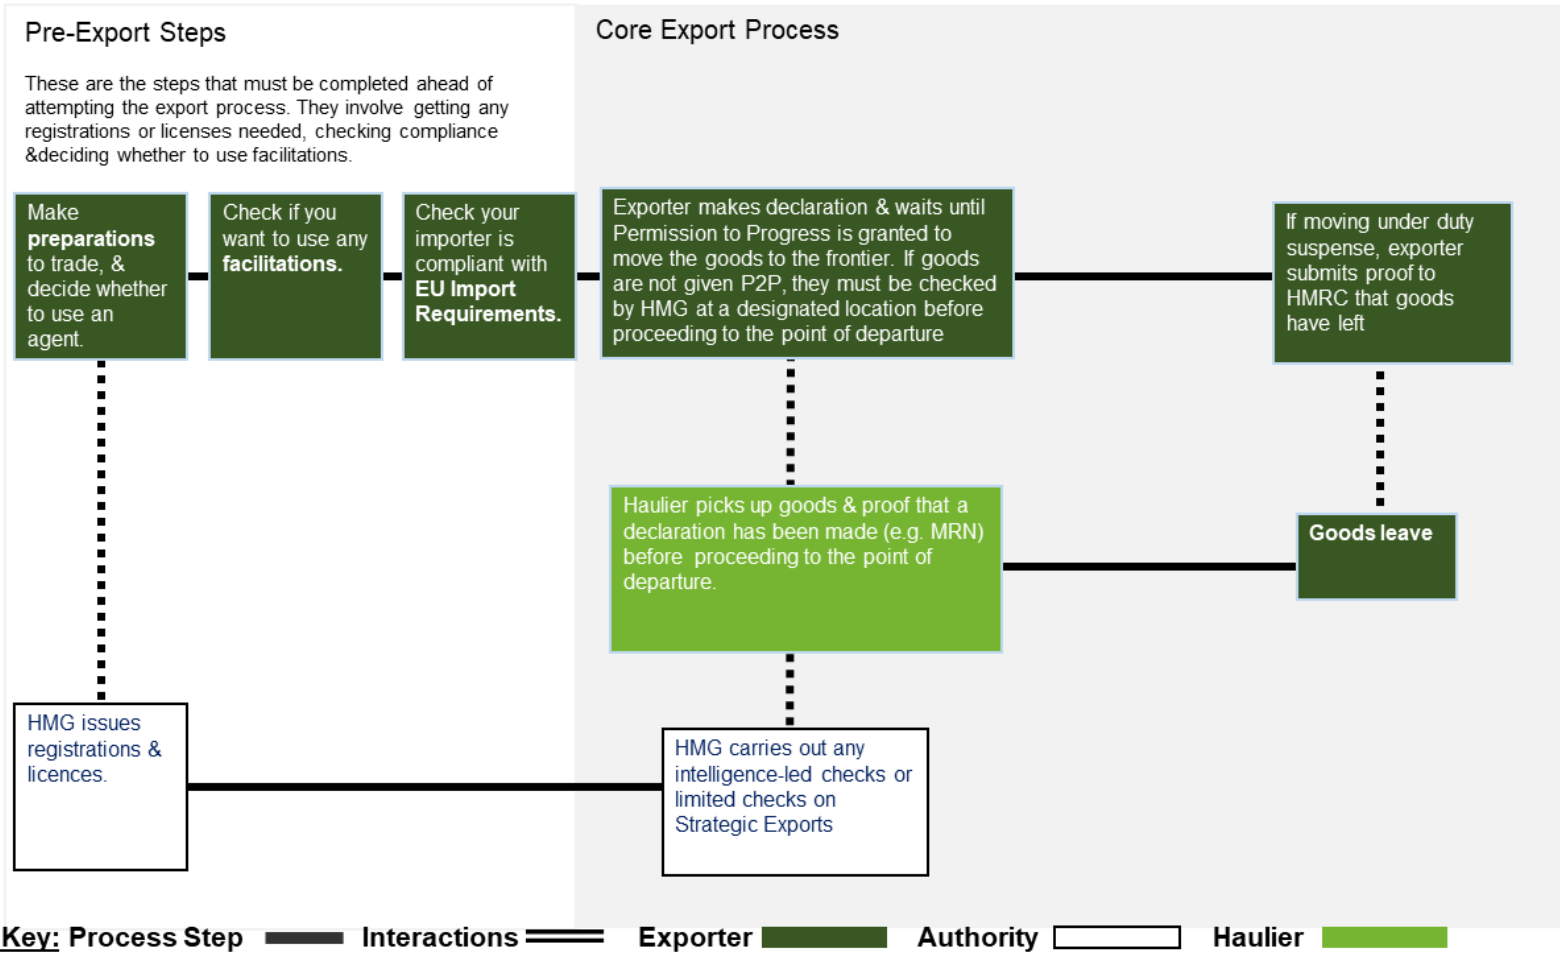 Pre-Export Steps
These are the steps that must be completed ahead of
attempting the export process. They involve getting any
registrations or licenses needed, checking compliance
&deciding whether to use facilitations.
Core Export Process
Make
preparations
to trade, &
decide whether
to use an
agent.
Check if you
want to use any
facilitations.
Check your
importer is
compliant with
EU Import
Requirements.
Exporter makes declaration & waits until
Permission to Progress is granted to
move the goods to the frontier. If goods
are not given P2P, they must be checked
by HMG at a designated location before
proceeding to the point of departure
If moving under duty
suspense, exporter
submits proof to
HMRC that goods
have left
Haulier picks up goods & proof that a
declaration has been made (e.g. MRN)
before proceeding to the point of
departure.
Goods leave
HMG issues
registrations &
licences.
HMG carries out any
intelligence-led checks or
limited checks on
Strategic Exports
Key: Process Step Interactions Exporter Authority Haulier